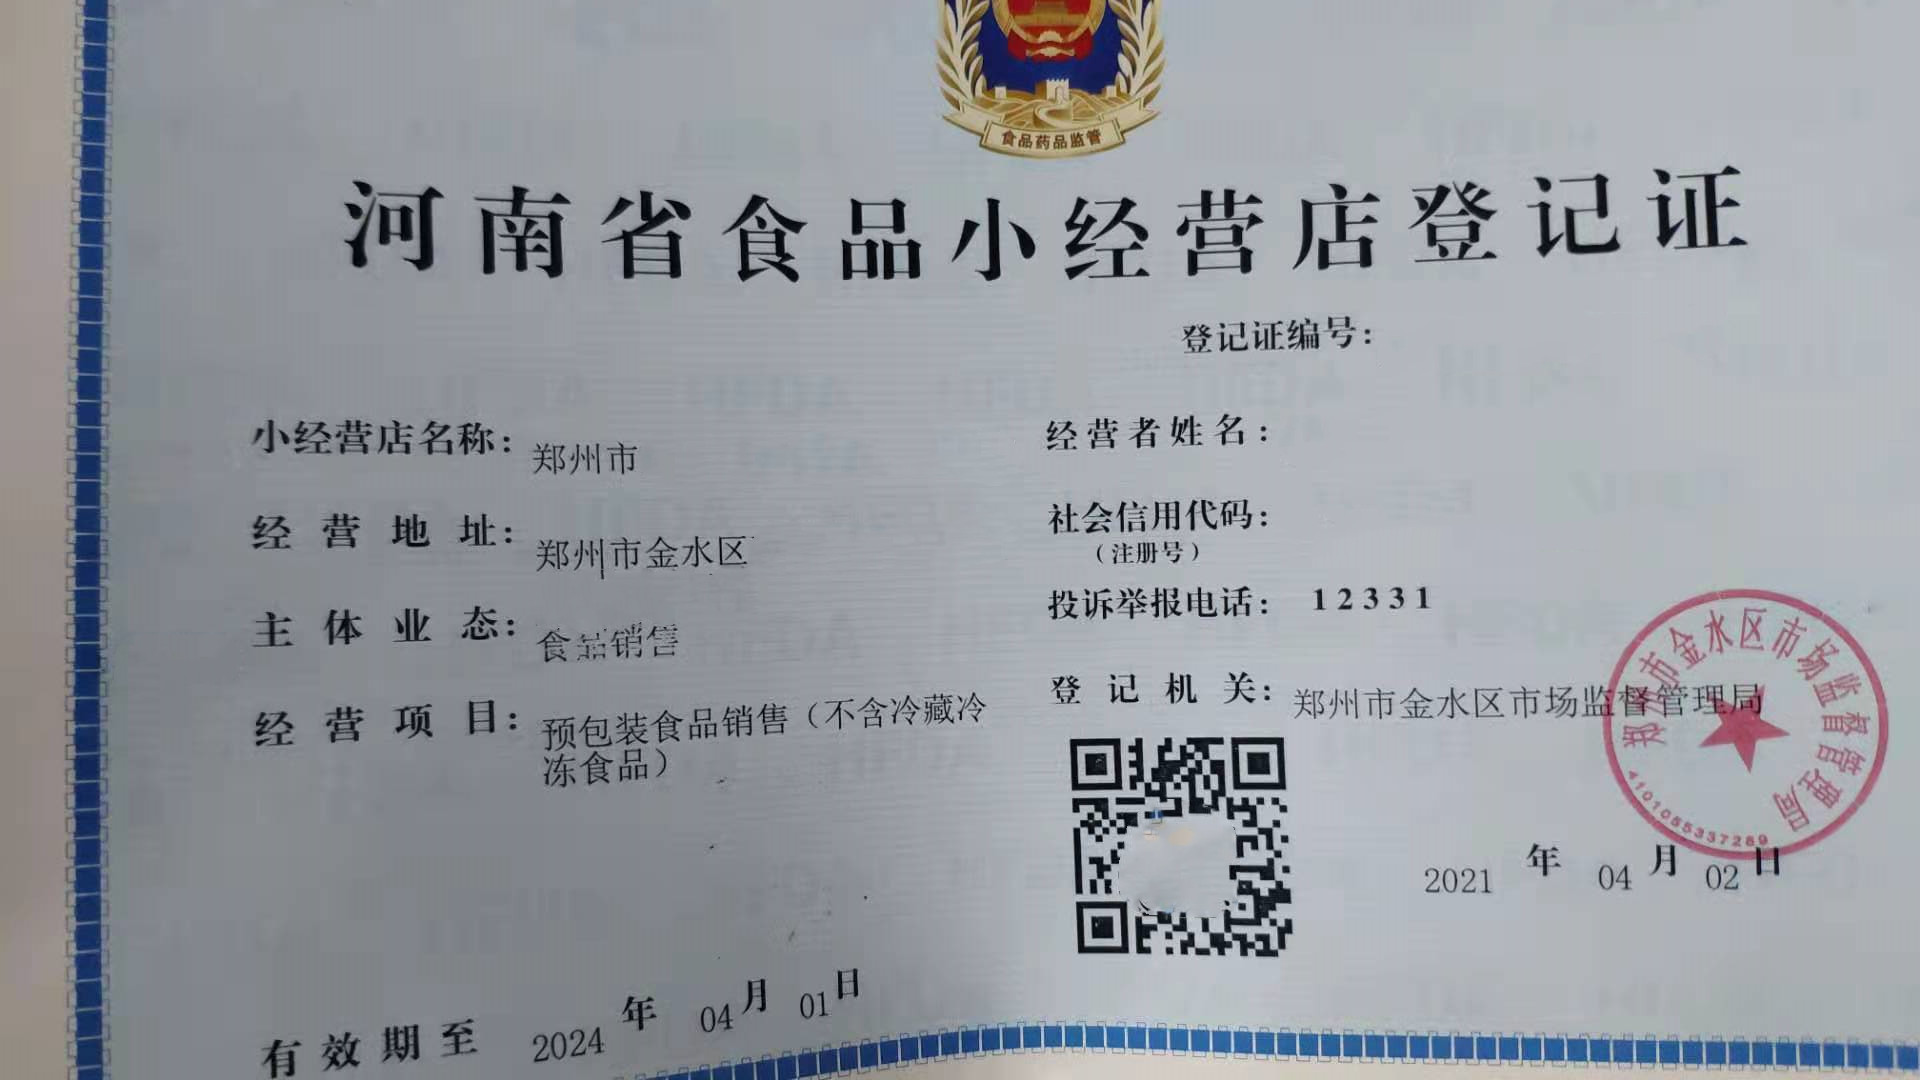 食品药品监管
河南省食品小经营店登记证
登记证编号：
小经营店名称： 郑州市
经营者姓名：
经营地址： 郑州市金水区
社会信用代码：
（注册号）
主体业态： 食品销售
投诉举报电话： 12331
经营项目： 预包装食品销售（不含冷藏冷
冻食品）
登记机关： 郑州市金水区市场监督管理局
郑州市金水区市场监督管理局
4101055337289
2021 年 04 月 02 日
有效期至 2024 年 04 月 01 日